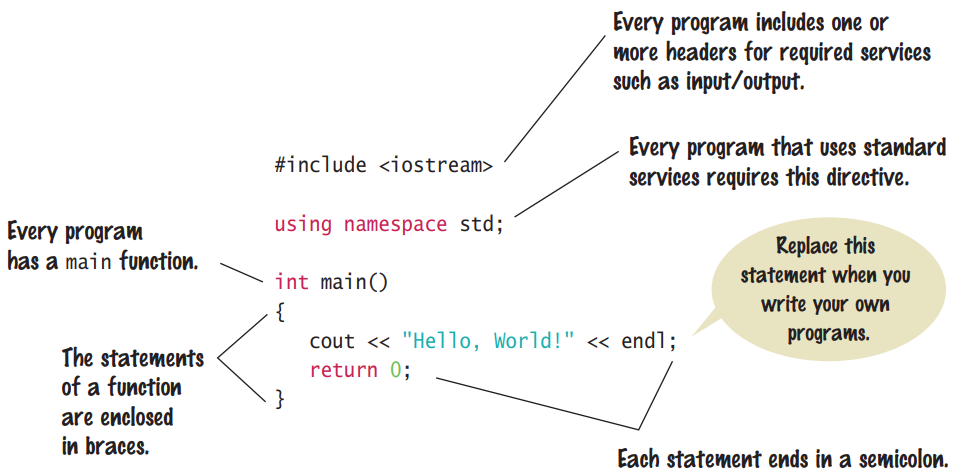 Every program includes one or
more headers for required services
such as input/output.
#include <iostream>
Every program that uses standard
services requires this directive.
using namespace std;
Every program
has a main function.
Replace this
statement when you
write your own
programs.
int main()
{
   cout << "Hello, World!" << endl;
   return 0;
}
The statements
of a function
are enclosed
in braces.
Each statement ends in a semicolon.